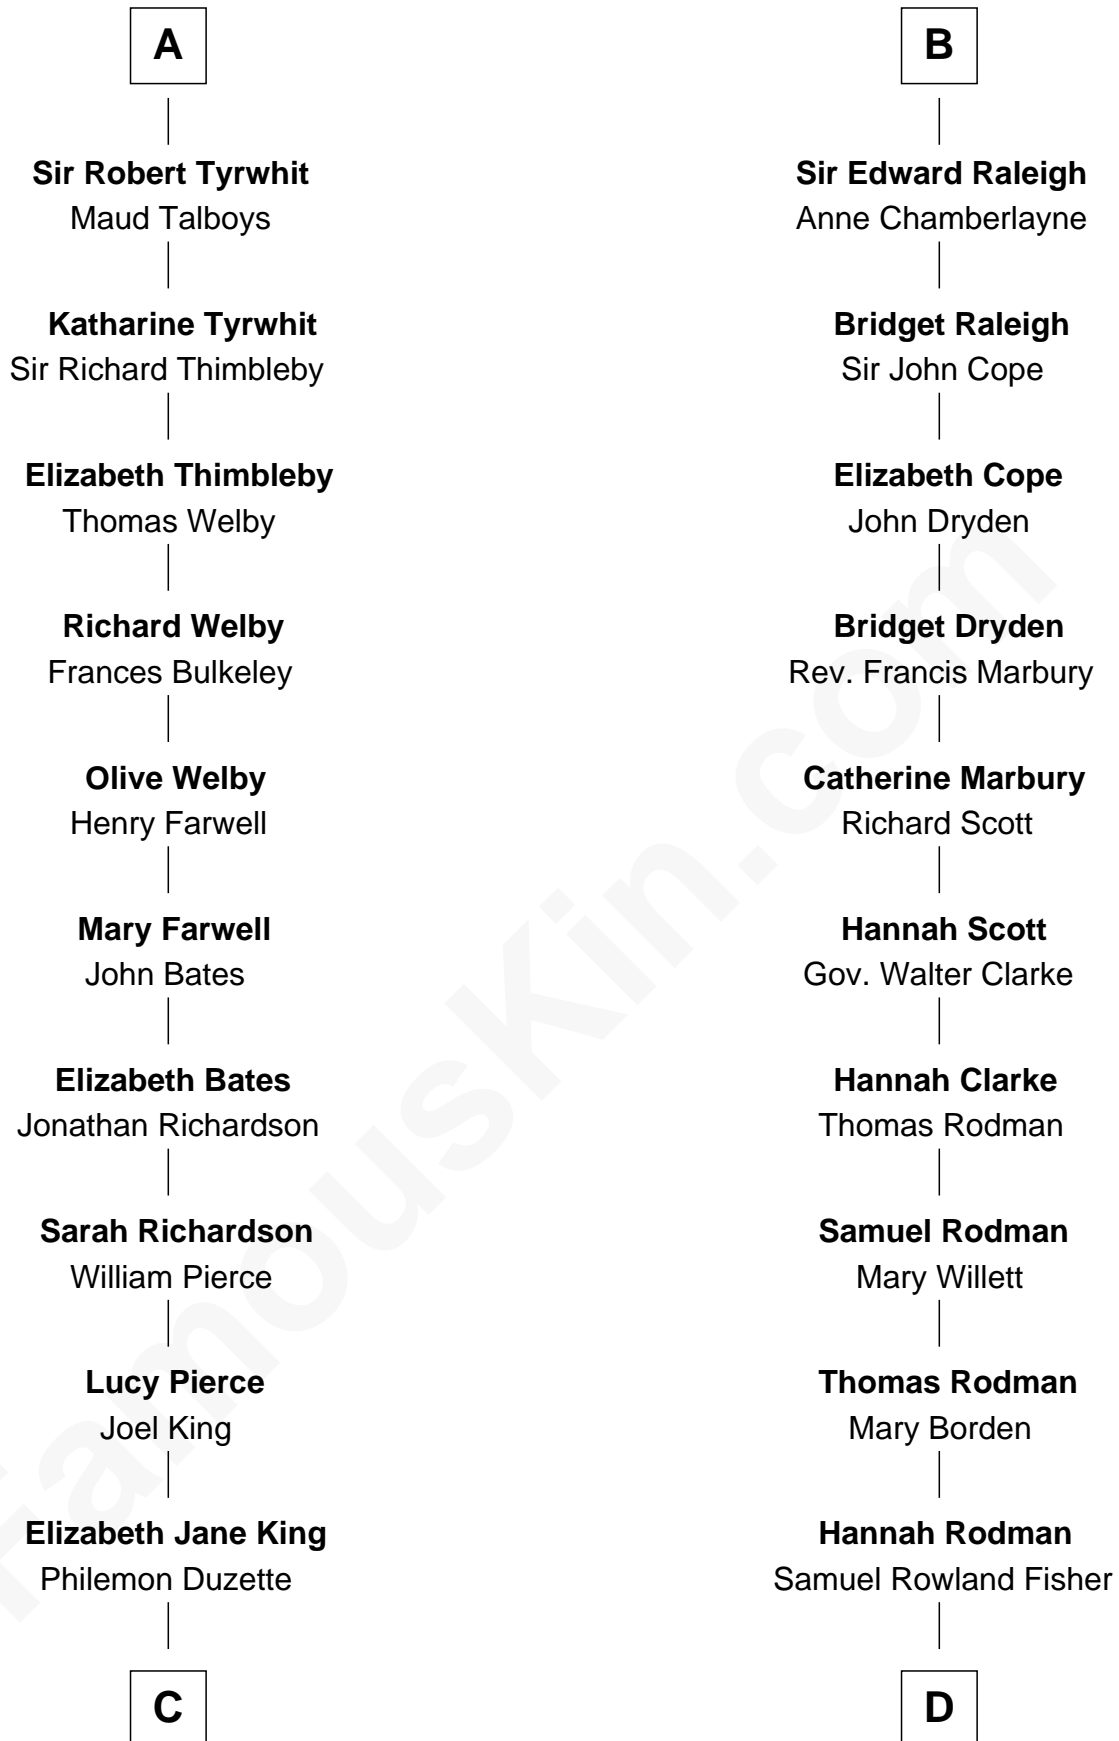 A
Sir Robert Tyrwhit
Maud Talboys
Katharine Tyrwhit
Sir Richard Thimbleby
Elizabeth Thimbleby
Thomas Welby
Richard Welby
Frances Bulkeley
Olive Welby
Henry Farwell
Mary Farwell
John Bates
Elizabeth Bates
Jonathan Richardson
Sarah Richardson
William Pierce
Lucy Pierce
Joel King
Elizabeth Jane King
Philemon Duzette
C
B
Sir Edward Raleigh
Anne Chamberlayne
Bridget Raleigh
Sir John Cope
Elizabeth Cope
John Dryden
Bridget Dryden
Rev. Francis Marbury
Catherine Marbury
Richard Scott
Hannah Scott
Gov. Walter Clarke
Hannah Clarke
Thomas Rodman
Samuel Rodman
Mary Willett
Thomas Rodman
Mary Borden
Hannah Rodman
Samuel Rowland Fisher
D
FamousKin.com